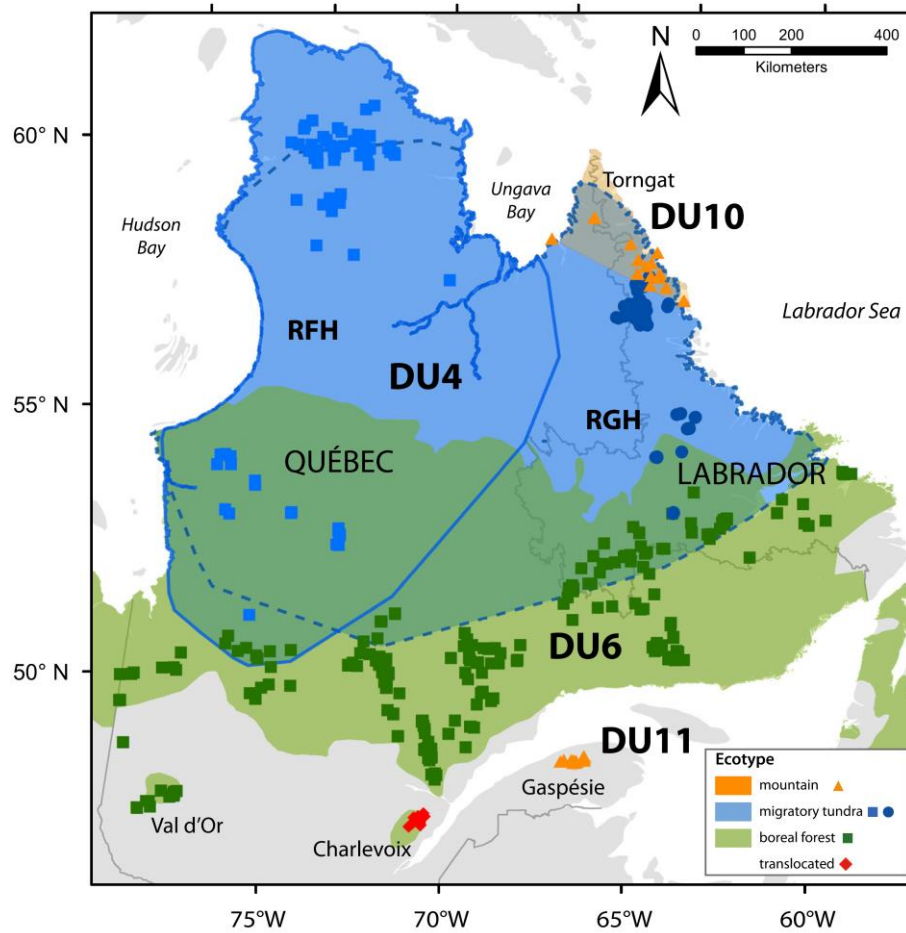 N
0 100 200 400
Kilometers
60° N
55° N
50° N
Torngat
Ungava
Bay
DU10
Hudson
Bay
Labrador Sea
RFH
DU4
RGH
QUÉBEC
LABRADOR
DU6
DU11
Gaspésie
Val d'Or
Charlevoix
Ecotype
mountain
migratory tundra
boreal forest
translocated
75°W 70°W 65°W 60°W